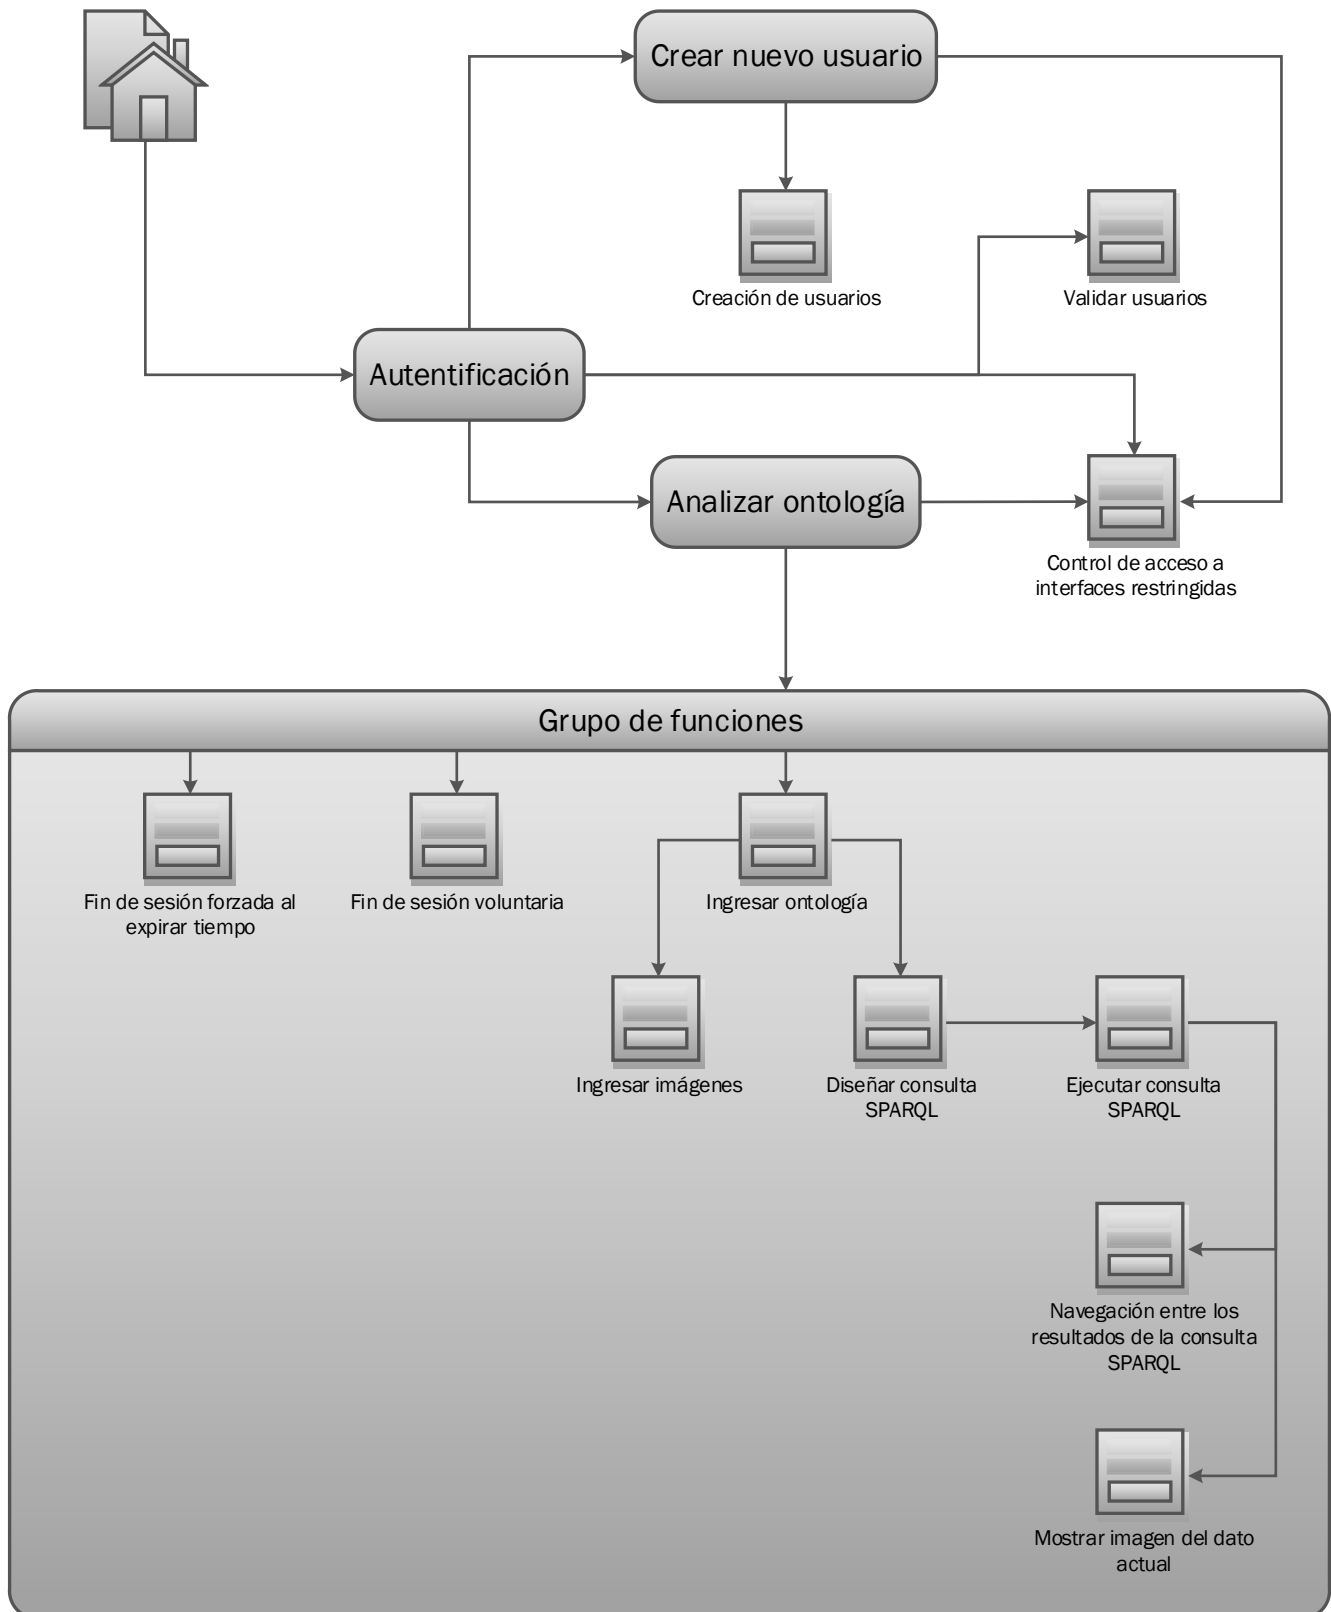 Crear nuevo usuario
Creación de usuarios
Validar usuarios
Autentificación
Analizar ontología
Control de acceso a
interfaces restringidas
Grupo de funciones
Fin de sesión forzada al
expirar tiempo
Fin de sesión voluntaria
Ingresar ontología
Ingresar imágenes
Diseñar consulta
SPARQL
Ejecutar consulta
SPARQL
Navegación entre los
resultados de la consulta
SPARQL
Mostrar imagen del dato
actual